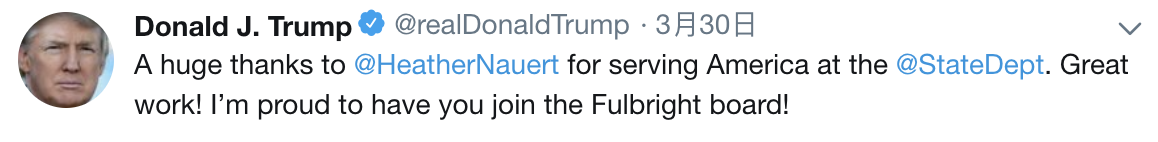 Donald J. Trump @realDonaldTrump · 3月30日
A huge thanks to @HeatherNauert for serving America at the @StateDept. Great
work! I’m proud to have you join the Fulbright board!